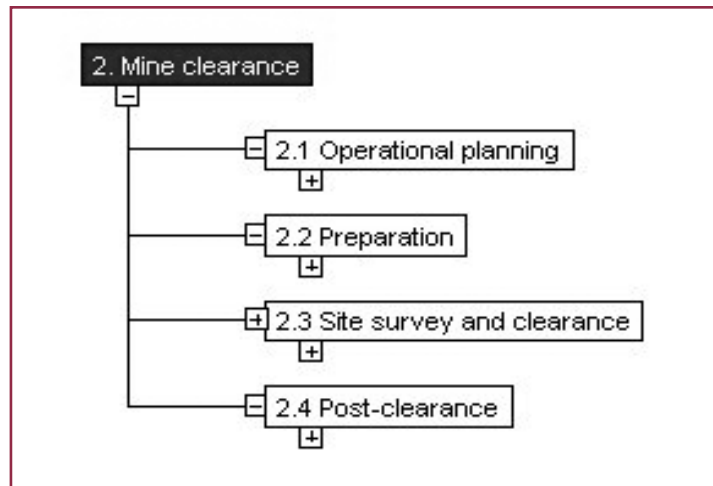 2. Mine clearance
2.1 Operational planning
2.2 Preparation
2.3 Site survey and clearance
2.4 Post-clearance